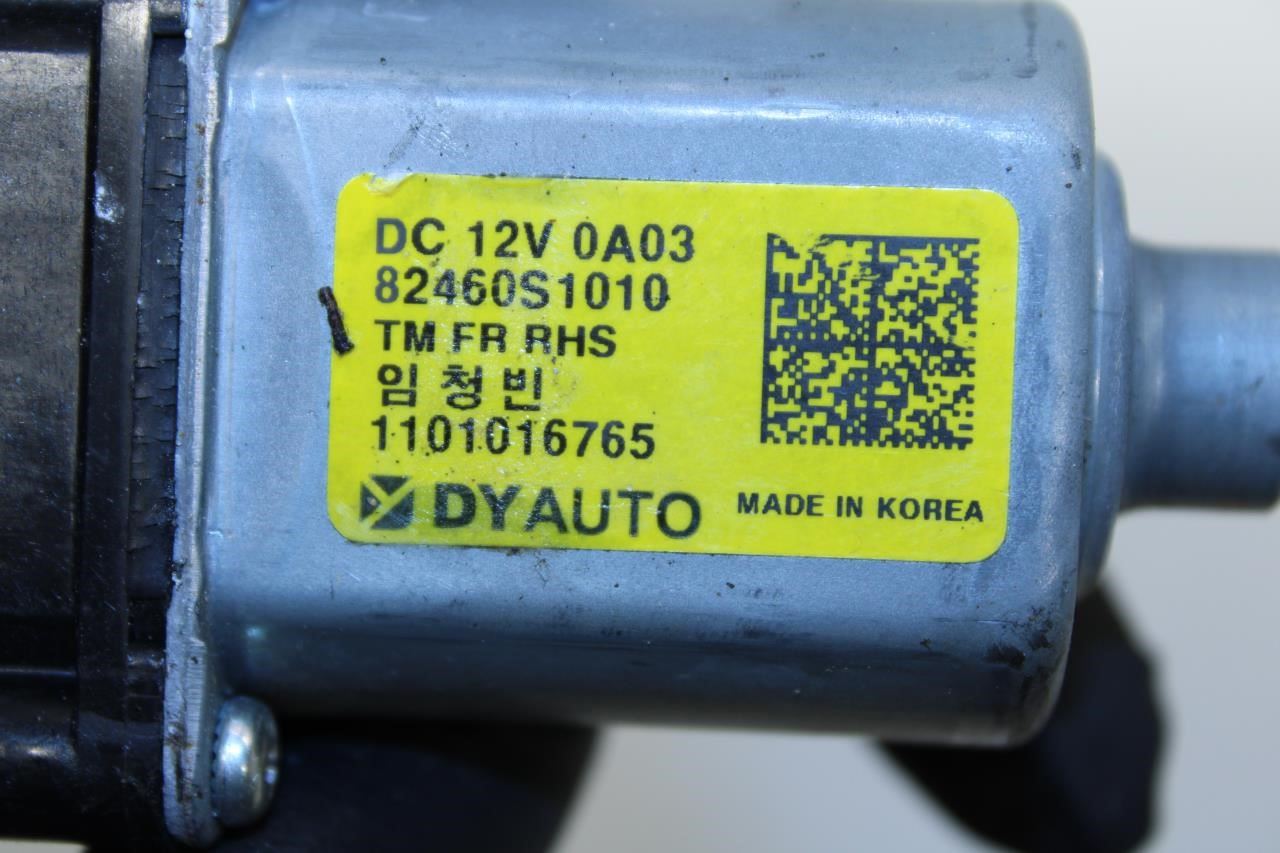 DC 12V 0A03
82460S1010
TM FR RHS
임 청 빈
1101016765
DYAUTO
MADE IN KOREA